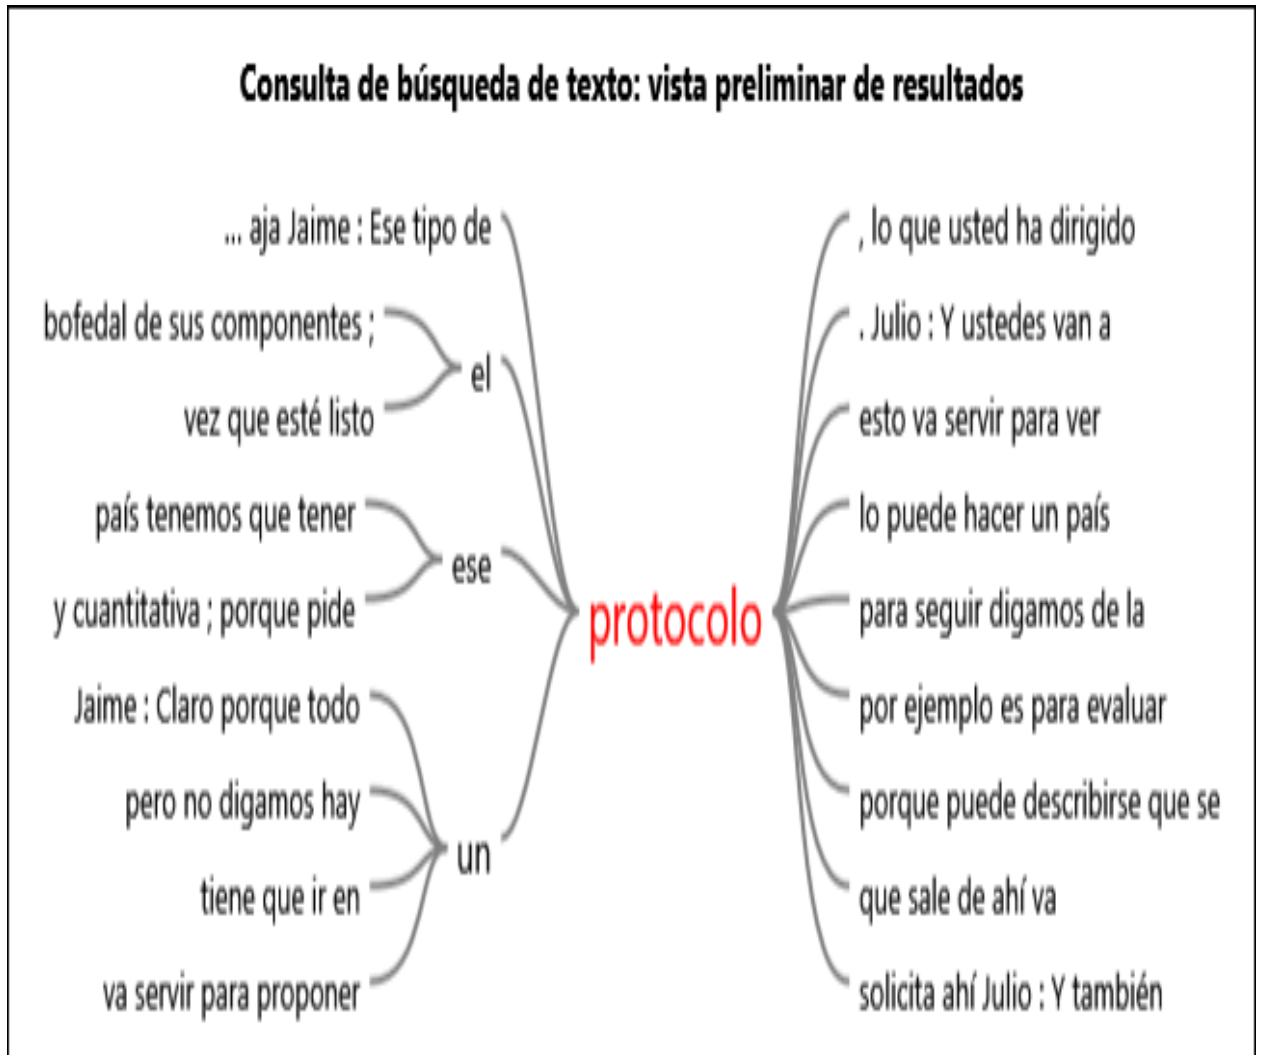 Consulta de búsqueda de texto: vista preliminar de resultados
... aja Jaime : Ese tipo de
bofedal de sus componentes ;
el
vez que esté listo
país tenemos que tener
ese
y cuantitativa ; porque pide
Jaime : Claro porque todo
pero no digamos hay
un
tiene que ir en
va servir para proponer
protocolo
, lo que usted ha dirigido
. Julio : Y ustedes van a
esto va servir para ver
lo puede hacer un país
para seguir digamos de la
por ejemplo es para evaluar
porque puede describirse que se
que sale de ahí va
solicita ahí Julio : Y también